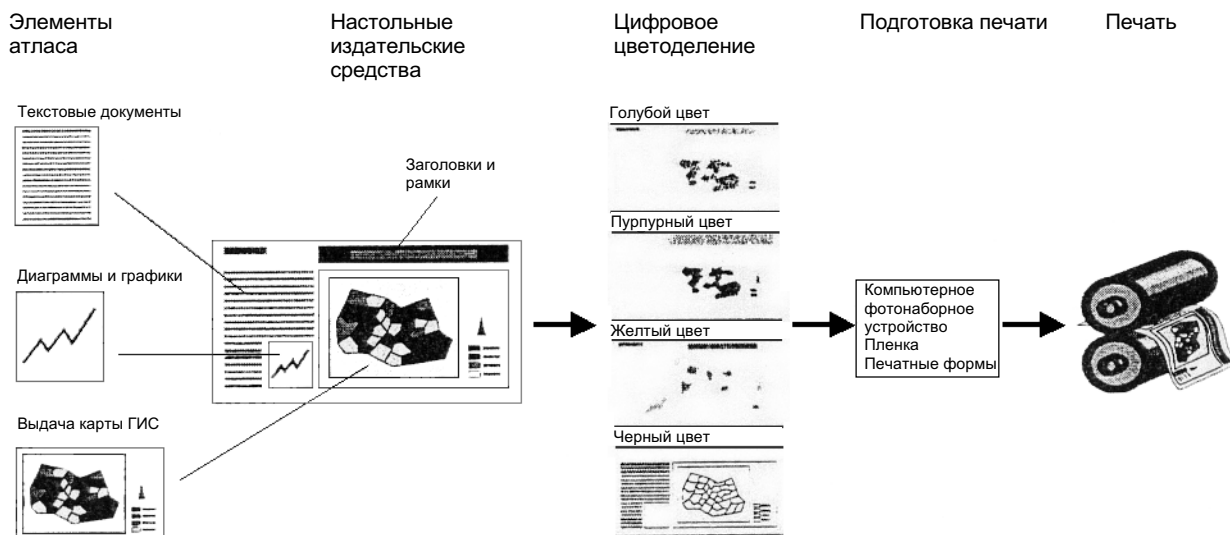 Элементы
атласа
Настольные
издательские
средства
Цифровое
цветоделение
Подготовка печати
Печать
Текстовые документы
Диаграммы и графики
Выдача карты ГИС
Заголовки и
рамки
Голубой цвет
Пурпурный цвет
Желтый цвет
Черный цвет
Компьютерное
фотонаборное
устройство
Пленка
Печатные формы